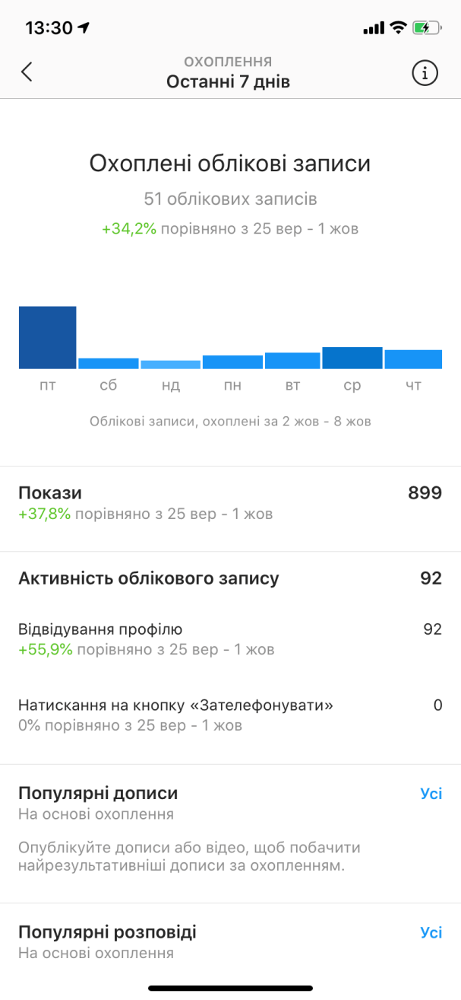 13:30
ОХОПЛЕННЯ
Останні 7 днів
Охоплені облікові записи
51 облікових записів
+34,2% порівняно з 25 вер - 1 жов
пт сб нд пн вт ср чт
Облікові записи, охоплені за 2 жов - 8 жов
Покази 899
+37,8% порівняно з 25 вер - 1 жов
Активність облікового запису 92
Відвідування профілю 92
+55,9% порівняно з 25 вер - 1 жов
Натискання на кнопку «Зателефонувати» 0
0% порівняно з 25 вер - 1 жов
Популярні дописи Усі
На основі охоплення
Опублікуйте дописи або відео, щоб побачити
найрезультативніші дописи за охопленням.
Популярні розповіді Усі
На основі охоплення